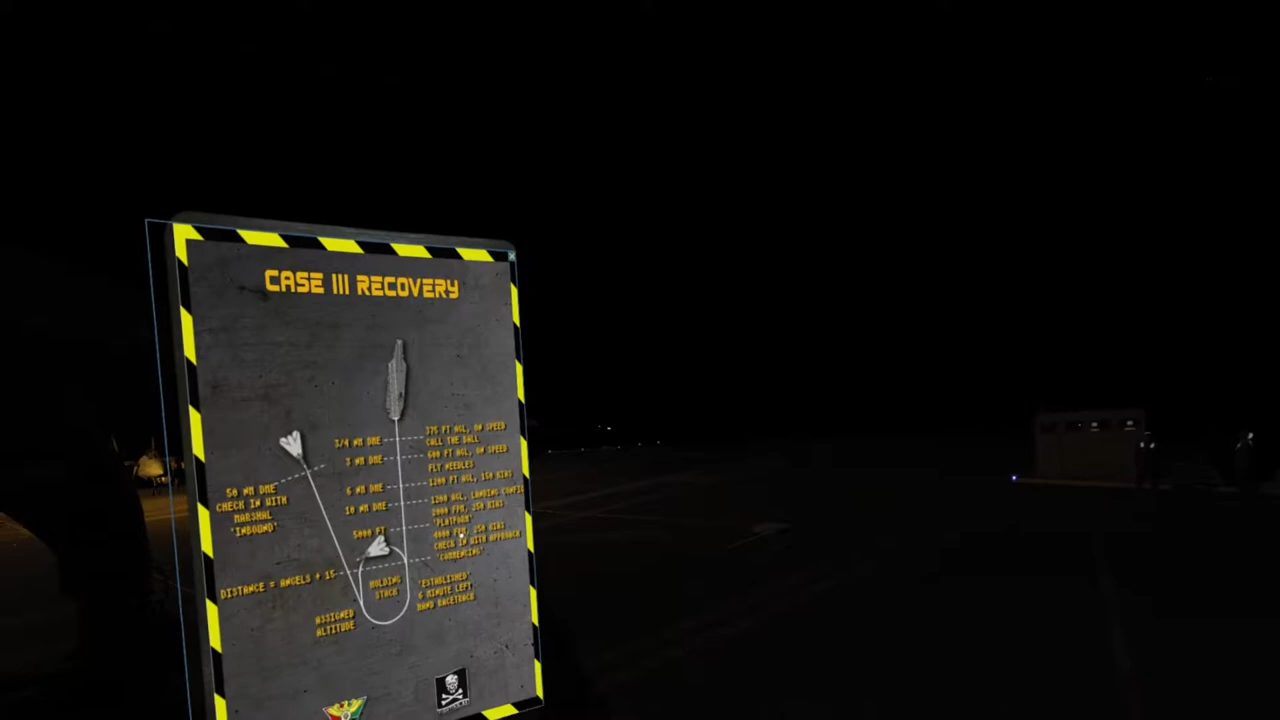 CASE III RECOVERY
3/4 NM DME
375 FT AGL, ON SPEED
CALL THE BALL
3 NM DME
600 FT AGL, ON SPEED
FLY NEEDLES
6 NM DME
1200 FT AGL, 150 KIAS
10 NM DME
1200 AGL, LANDING CONFIG
2000 FPM, 250 KIAS
'PLATFORM'
5000 FT
4000 FPM, 250 KIAS
CHECK IN WITH APPROACH
'COMMENCING'
50 NM DME
CHECK IN WITH
MARSHAL
'INBOUND'
DISTANCE = ANGELS + 15
HOLDING
STACK
'ESTABLISHED'
6 MINUTE LEFT
HAND RACETRACK
ASSIGNED
ALTITUDE